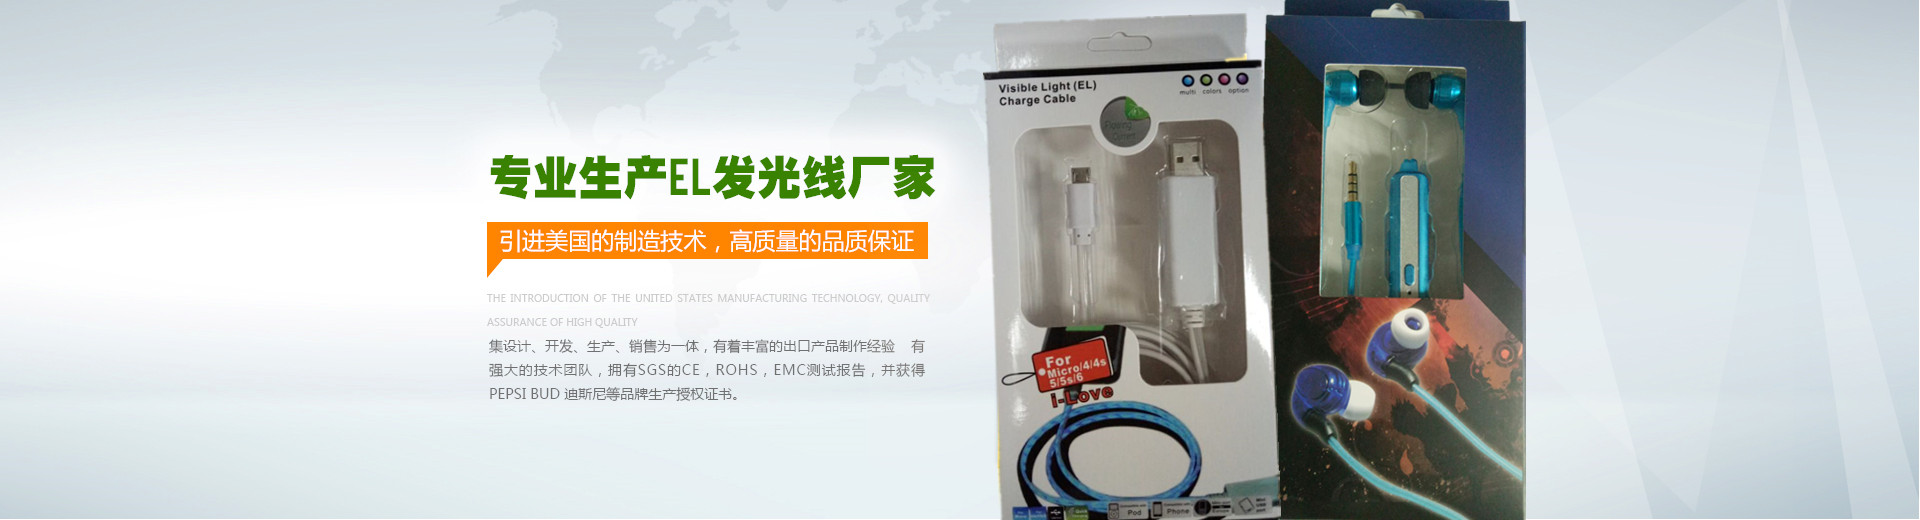 专业生产EL发光线厂家
引进美国的制造技术，高质量的品质保证
THE INTRODUCTION OF THE UNITED STATES MANUFACTURING TECHNOLOGY, QUALITY
ASSURANCE OF HIGH QUALITY
集设计、开发、生产、销售为一体，有着丰富的出口产品制作经验 有
强大的技术团队，拥有SGS的CE，ROHS，EMC测试报告，并获得
PEPSI BUD 迪斯尼等品牌生产授权证书。
Visible Light (EL)
Charge Cable
multi colors option
Flowing
Current
For
Micro/4/4s
5/5s/6
i-Love
iPod
iPhone